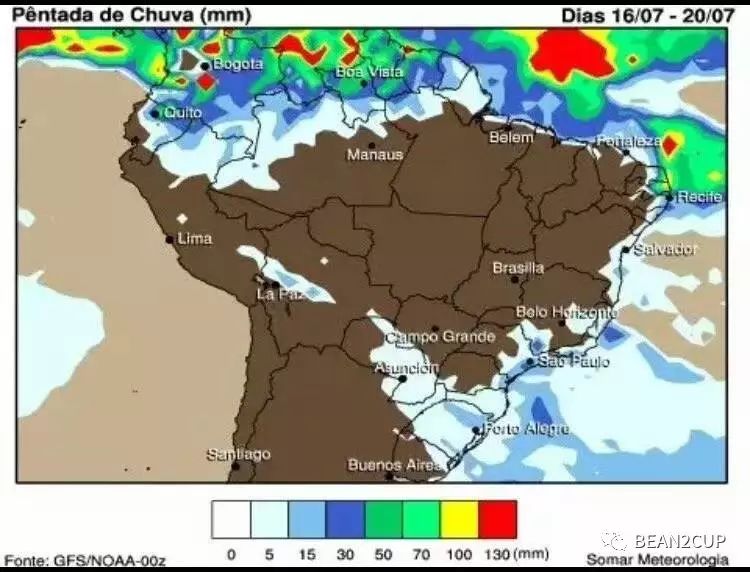 Pêntada de Chuva (mm)
Dias 16/07 - 20/07
Bogota
Boa Vista
Quito
Belem
Fortaleza
Manaus
Recife
Lima
Salvador
Brasilia
La Paz
Belo Horizonte
Campo Grande
Sao Paulo
Asunción
Porto Alegre
Santiago
Buenos Aires
0 5 15 30 50 70 100 130 (mm)
BEAN2CUP
Fonte: GFS/NOAA-00z
Somar Meteorologia